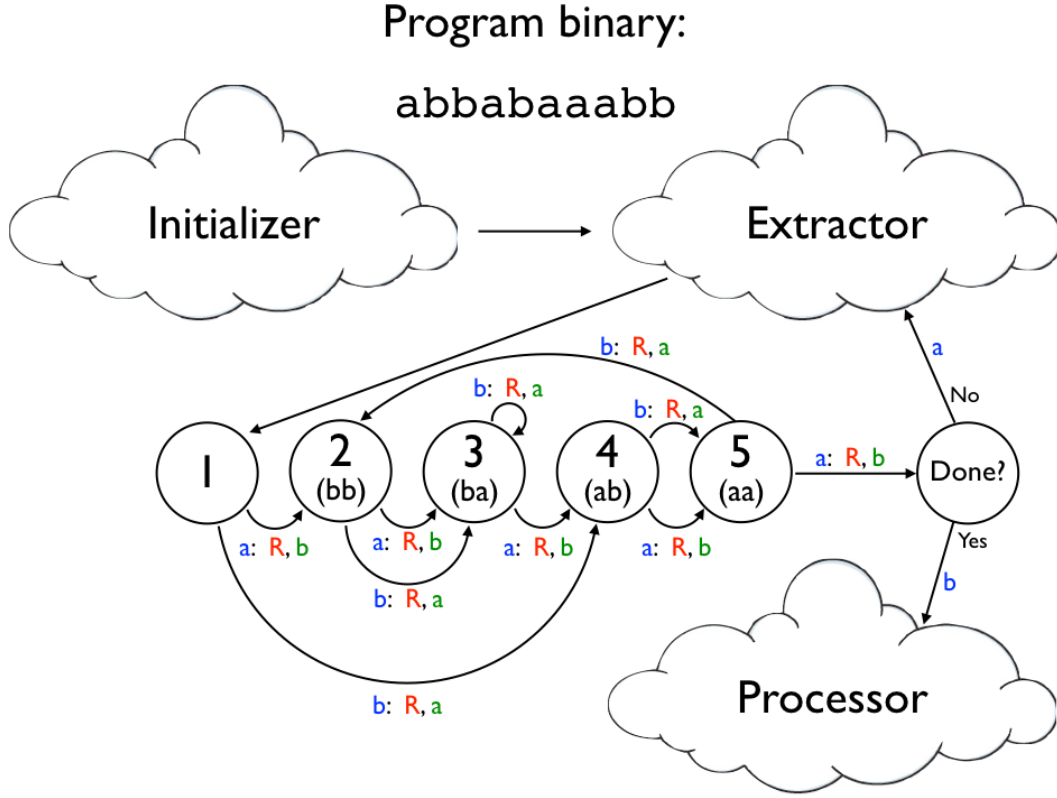 Program binary:
abbabaaabb
Initializer
Extractor
b: R, a
a
b: R, a
b: R, a
No
1
2
(bb)
3
(ba)
4
(ab)
5
(aa)
a: R, b
Done?
a: R, b
a: R, b
a: R, b
a: R, b
Yes
b: R, a
b
Processor
b: R, a